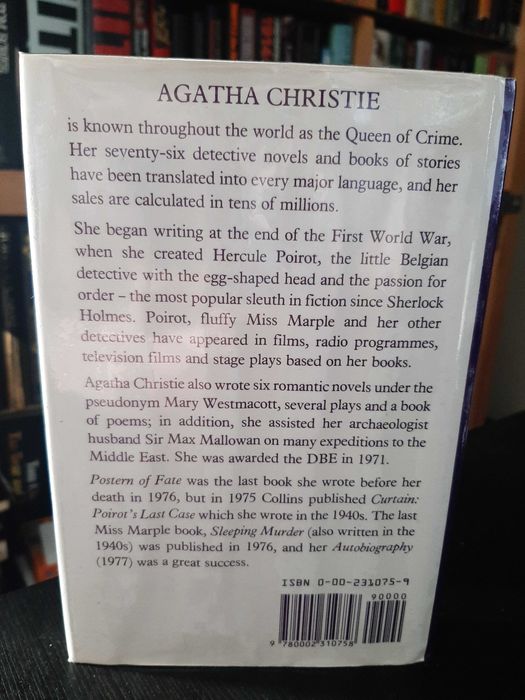 AGATHA CHRISTIE
is known throughout the world as the Queen of Crime.
Her seventy-six detective novels and books of stories
have been translated into every major language, and her
sales are calculated in tens of millions.
She began writing at the end of the First World War,
when she created Hercule Poirot, the little Belgian
detective with the egg-shaped head and the passion for
order – the most popular sleuth in fiction since Sherlock
Holmes. Poirot, fluffy Miss Marple and her other
detectives have appeared in films, radio programmes,
television films and stage plays based on her books.
Agatha Christie also wrote six romantic novels under the
pseudonym Mary Westmacott, several plays and a book
of poems; in addition, she assisted her archaeologist
husband Sir Max Mallowan on many expeditions to the
Middle East. She was awarded the DBE in 1971.
Postern of Fate was the last book she wrote before her
death in 1976, but in 1975 Collins published Curtain:
Poirot's Last Case which she wrote in the 1940s. The last
Miss Marple book, Sleeping Murder (also written in the
1940s) was published in 1976, and her Autobiography
(1977) was a great success.
ISBN 0-00-231075-9
90000
9 780002 310758